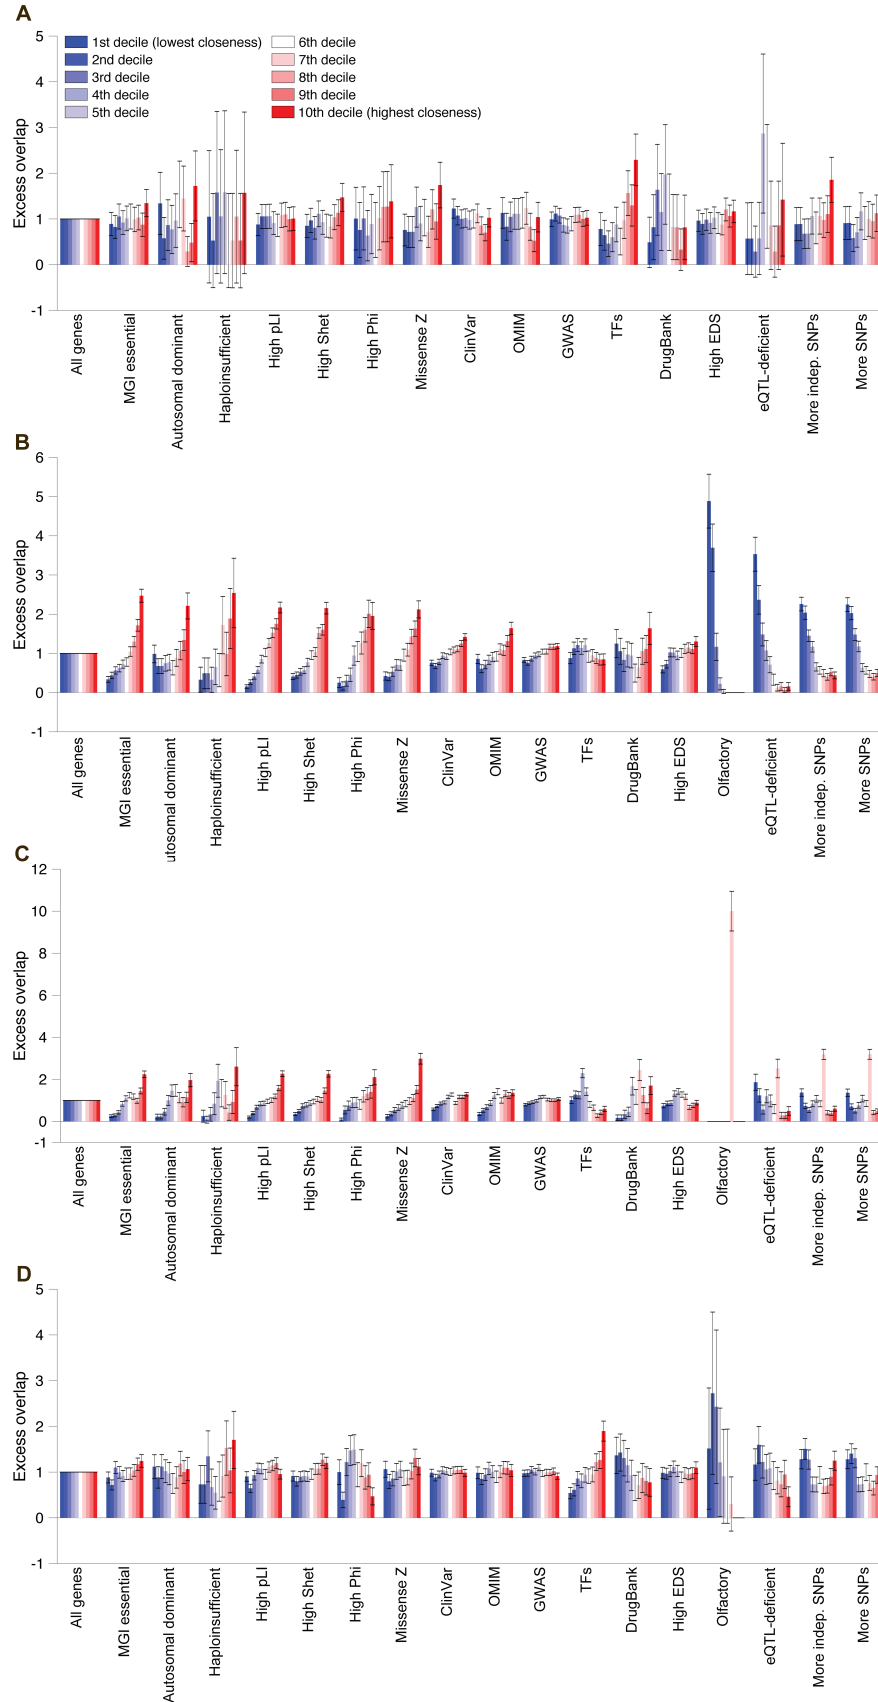 A
5
4
3
2
1
0
-1
Excess overlap
1st decile (lowest closeness)
2nd decile
3rd decile
4th decile
5th decile
6th decile
7th decile
8th decile
9th decile
10th decile (highest closeness)
All genes
MGI essential
Autosomal dominant
Haploinsufficient
High pLI
High Shet
High Phi
Missense Z
ClinVar
OMIM
GWAS
TFs
DrugBank
High EDS
eQTL-deficient
More indep. SNPs
More SNPs
B
6
5
4
3
2
1
0
-1
Excess overlap
All genes
MGI essential
utosomal dominant
Haploinsufficient
High pLI
High Shet
High Phi
Missense Z
ClinVar
OMIM
GWAS
TFs
DrugBank
High EDS
Olfactory
eQTL-deficient
More indep. SNPs
More SNPs
C
12
10
8
6
4
2
0
-1
Excess overlap
All genes
MGI essential
Autosomal dominant
Haploinsufficient
High pLI
High Shet
High Phi
Missense Z
ClinVar
OMIM
GWAS
TFs
DrugBank
High EDS
Olfactory
eQTL-deficient
More indep. SNPs
More SNPs
D
5
4
3
2
1
0
-1
Excess overlap
All genes
MGI essential
Autosomal dominant
Haploinsufficient
High pLI
High Shet
High Phi
Missense Z
ClinVar
OMIM
GWAS
TFs
DrugBank
High EDS
Olfactory
eQTL-deficient
More indep. SNPs
More SNPs